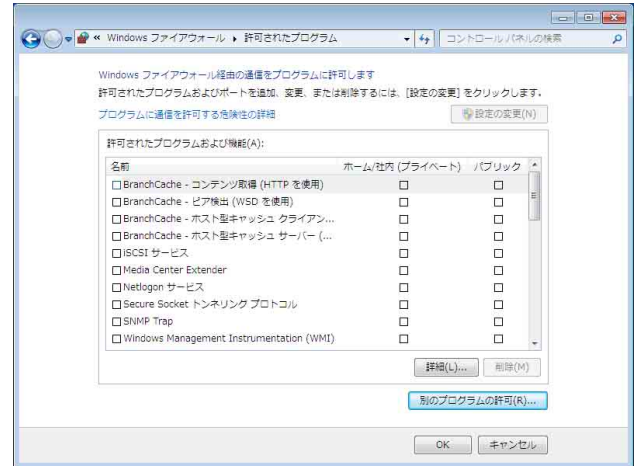 « Windows ファイアウォール ▸ 許可されたプログラム
コントロール パネルの検索
Windows ファイアウォール経由の通信をプログラムに許可します
許可されたプログラムおよびポートを追加、変更、または削除するには、[設定の変更] をクリックします。
プログラムに通信を許可する危険性の詳細
設定の変更(N)
許可されたプログラムおよび機能(A):
名前 ホーム/社内 (プライベート) パブリック
BranchCache - コンテンツ取得 (HTTP を使用)
BranchCache - ピア検出 (WSD を使用)
BranchCache - ホスト型キャッシュ クライアン...
BranchCache - ホスト型キャッシュ サーバー (...
iSCSI サービス
Media Center Extender
Netlogon サービス
Secure Socket トンネリング プロトコル
SNMP Trap
Windows Management Instrumentation (WMI)
詳細(L)... 削除(M)
別のプログラムの許可(R)...
OK キャンセル